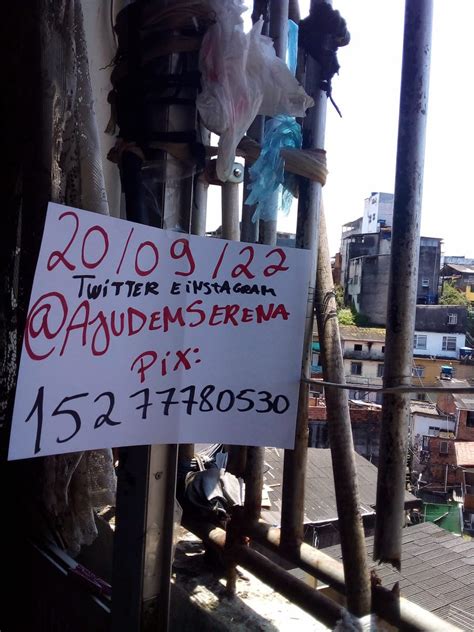 20/09/22
TWITTER E INSTAGRAM
@AJUDEMSERENA
PIX:
15277780530